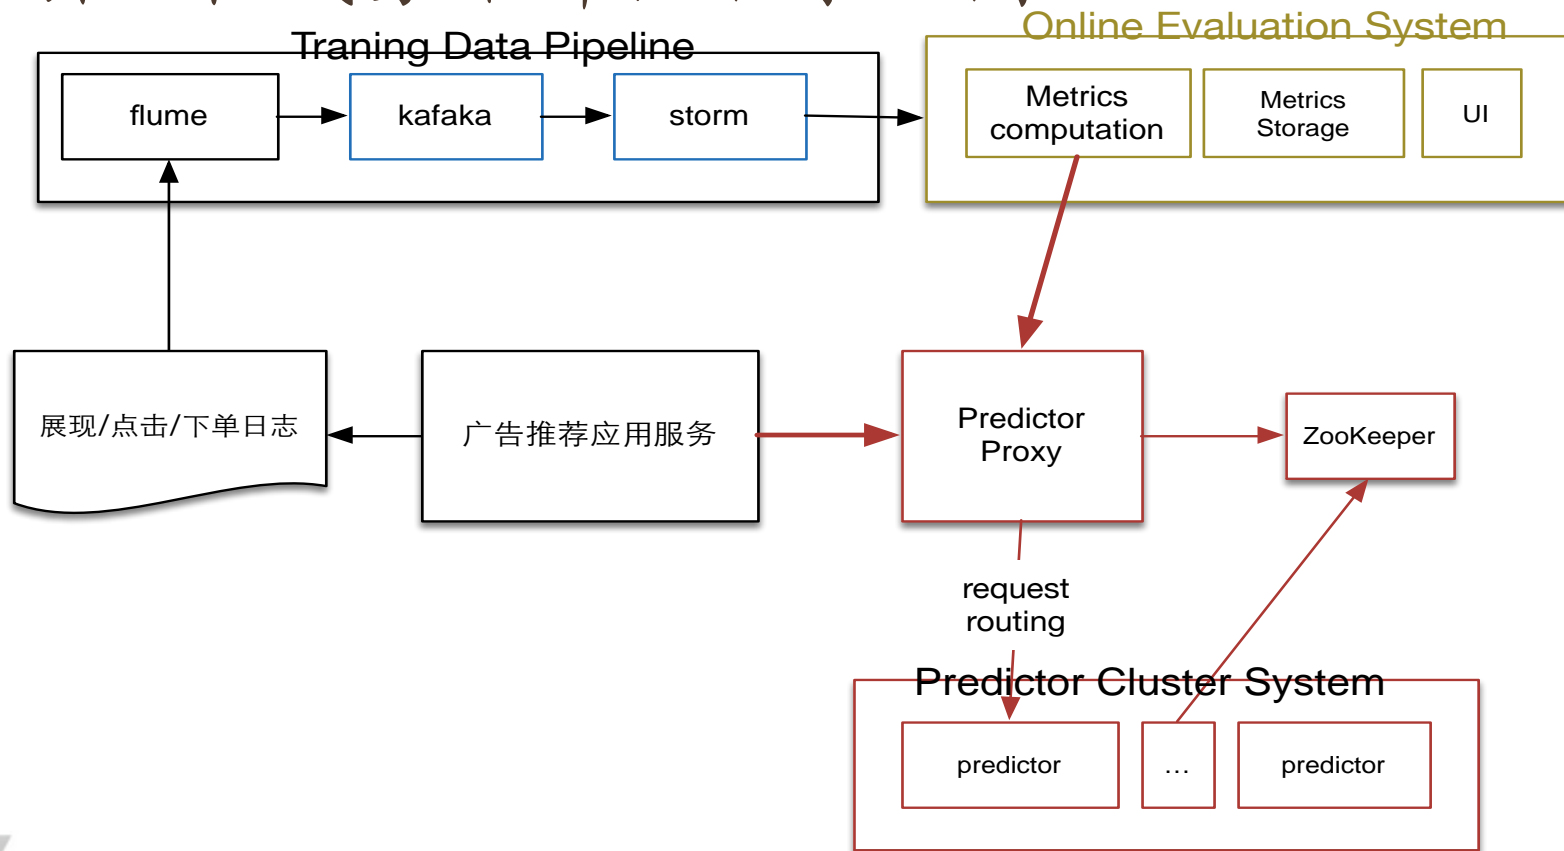 Traning Data Pipeline
flume
kafaka
storm
Online Evaluation System
Metrics
computation
Metrics
Storage
UI
展现/点击/下单日志
广告推荐应用服务
Predictor
Proxy
ZooKeeper
request
routing
Predictor Cluster System
predictor
...
predictor